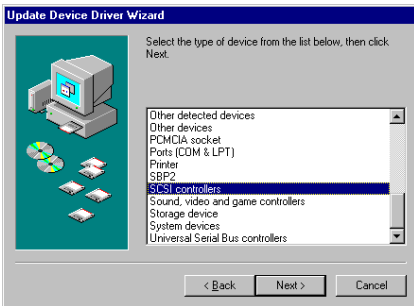 Update Device Driver Wizard
Select the type of device from the list below, then click
Next.
Other detected devices
Other devices
PCMCIA socket
Ports (COM & LPT)
Printer
SBP2
SCSI controllers
Sound, video and game controllers
Storage device
System devices
Universal Serial Bus controllers
< Back
Next >
Cancel